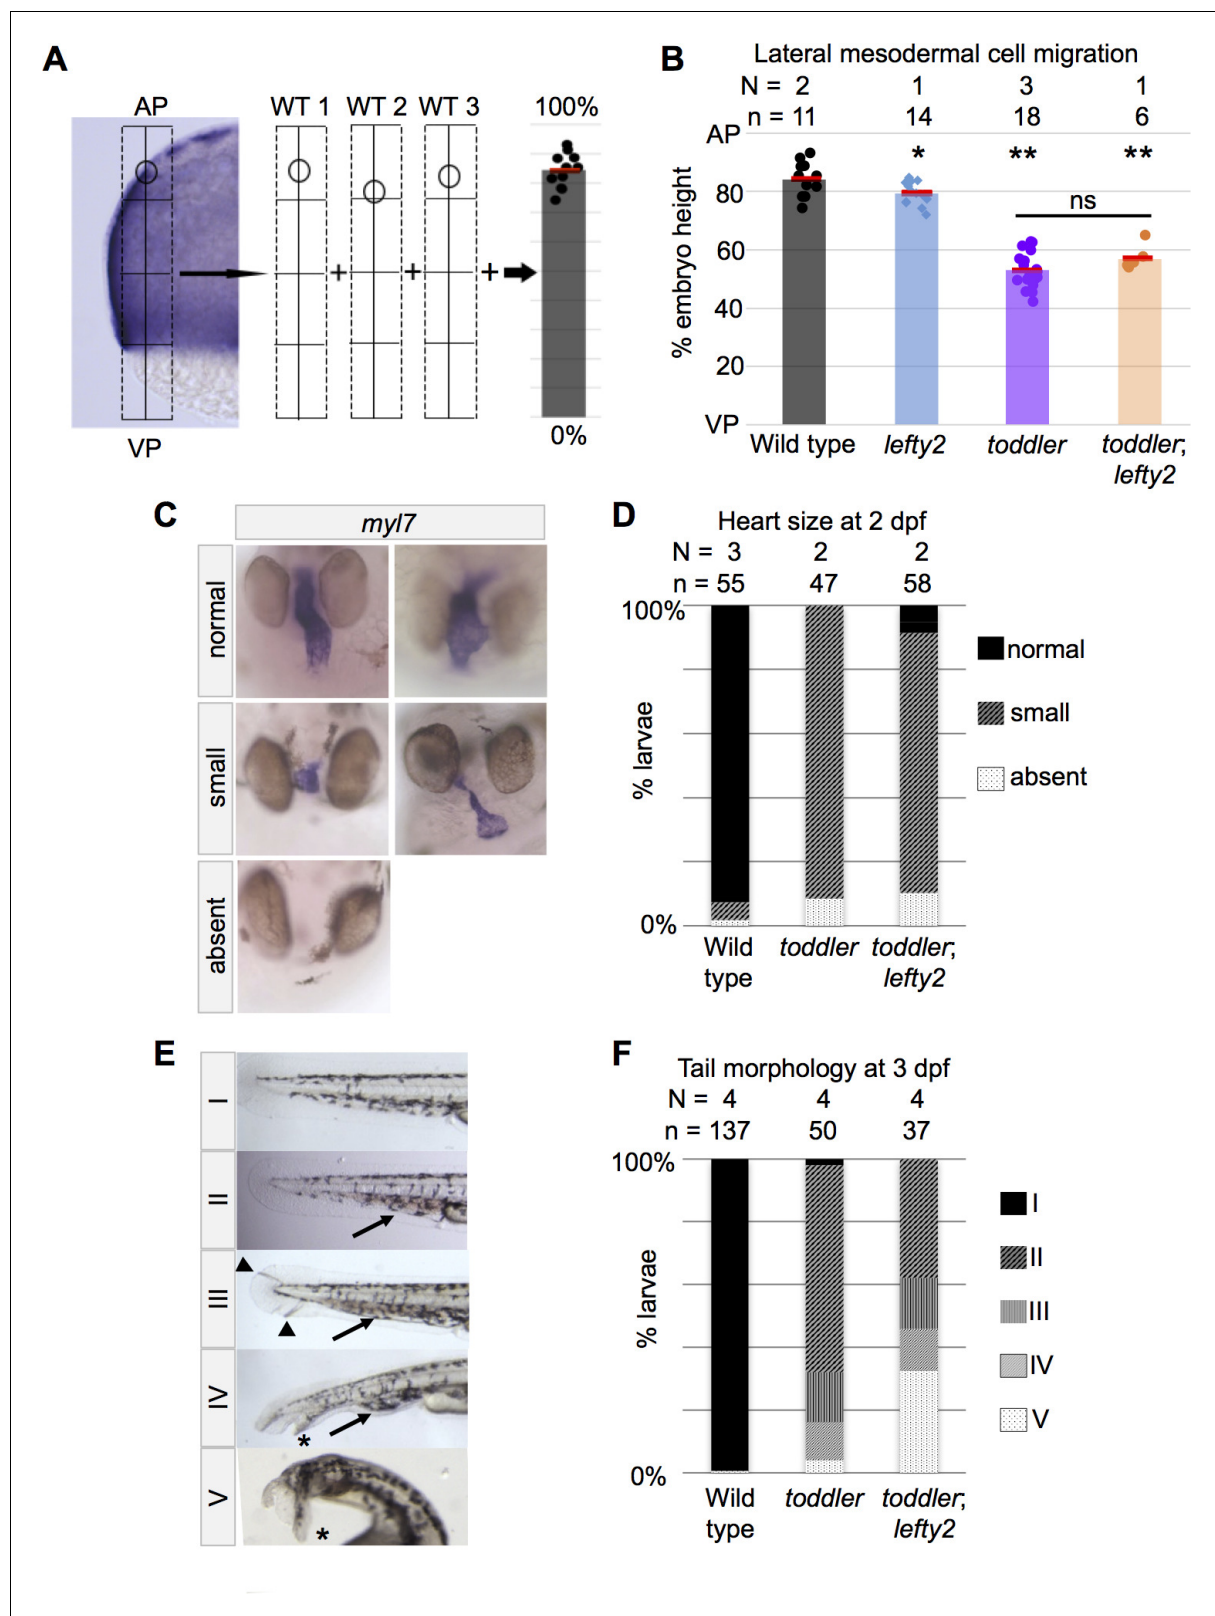 A
AP
WT 1 WT 2 WT 3
100%
+ + +
VP
0%
B
Lateral mesodermal cell migration
N = 2 1 3 1
n = 11 14 18 6
AP
* ** **
80
ns
60
40
20
VP
% embryo height
Wild type lefty2 toddler toddler;
lefty2
C
myl7
normal
small
absent
D
Heart size at 2 dpf
N = 3 2 2
n = 55 47 58
100%
0%
% larvae
normal
small
absent
Wild
type
toddler
toddler;
lefty2
E
I
II
III
IV
*
V
*
F
Tail morphology at 3 dpf
N = 4 4 4
n = 137 50 37
100%
0%
% larvae
I
II
III
IV
V
Wild
type
toddler
toddler;
lefty2